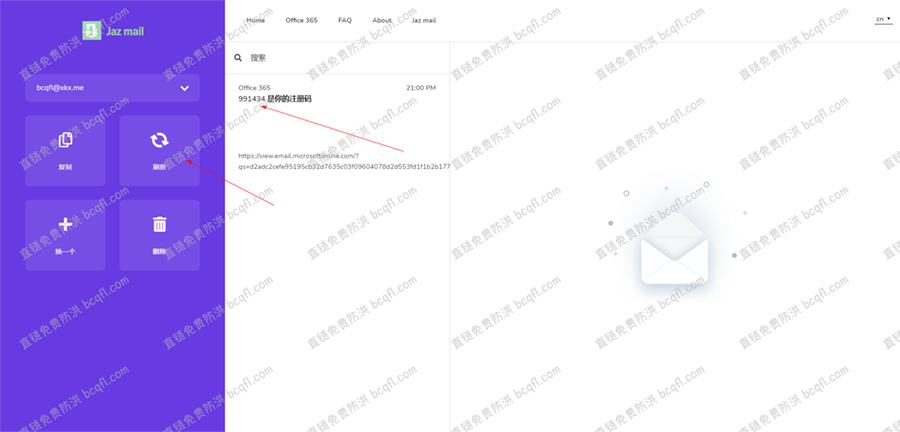 Jaz mail
Home
Office 365
FAQ
About
Jaz mail
cn
bcqfl@xkx.me
复制
刷新
换一个
删除
搜索
Office 365
21:00 PM
991434 是你的注册码
https://view.email.microsoftonline.com/?
qs=d2adc2cefe95195cb32d7635c03f09604078d2d553fd1f1b2b177
直链免费防洪 bcqfl.com